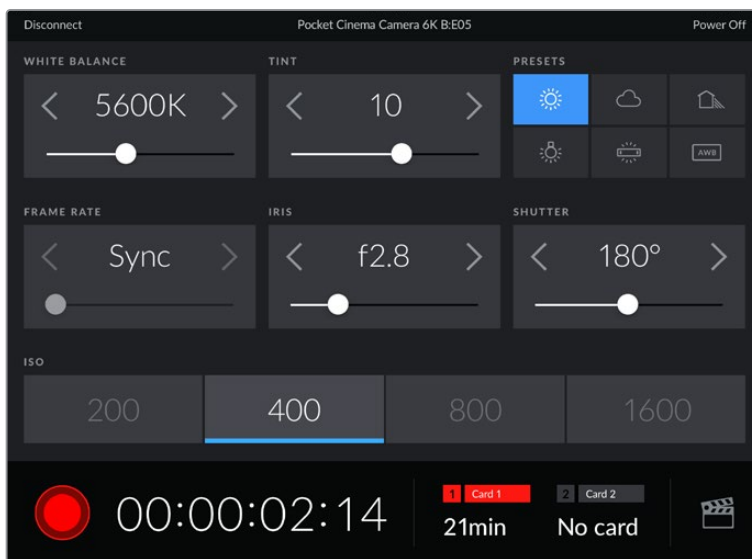 Disconnect Pocket Cinema Camera 6K B:E05 Power Off
WHITE BALANCE TINT PRESETS
5600K 10
AWB
FRAME RATE IRIS SHUTTER
Sync f2.8 180°
ISO
200 400 800 1600
00:00:02:14
1 Card 1 2 Card 2
21min No card